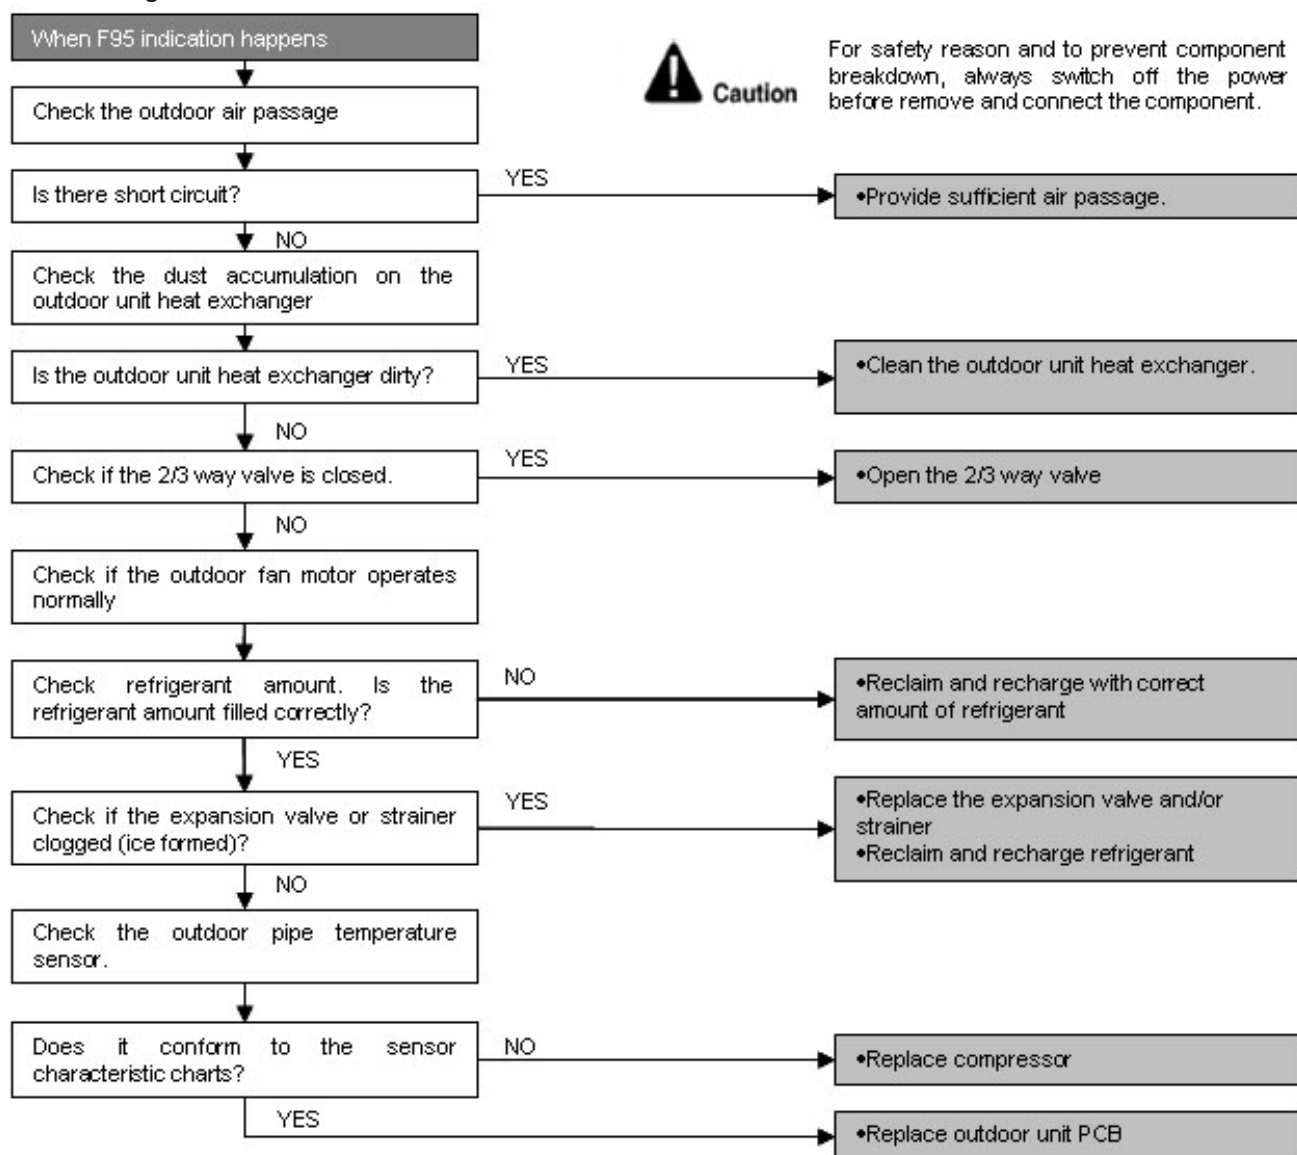 When F95 indication happens
Caution
For safety reason and to prevent component
breakdown, always switch off the power
before remove and connect the component.
Check the outdoor air passage
Is there short circuit?
YES
•Provide sufficient air passage.
NO
Check the dust accumulation on the
outdoor unit heat exchanger
Is the outdoor unit heat exchanger dirty?
YES
•Clean the outdoor unit heat exchanger.
NO
Check if the 2/3 way valve is closed.
YES
•Open the 2/3 way valve
NO
Check if the outdoor fan motor operates
normally
Check refrigerant amount. Is the
refrigerant amount filled correctly?
NO
•Reclaim and recharge with correct
amount of refrigerant
YES
Check if the expansion valve or strainer
clogged (ice formed)?
YES
•Replace the expansion valve and/or
strainer
•Reclaim and recharge refrigerant
NO
Check the outdoor pipe temperature
sensor.
Does it conform to the sensor
characteristic charts?
NO
•Replace compressor
YES
•Replace outdoor unit PCB